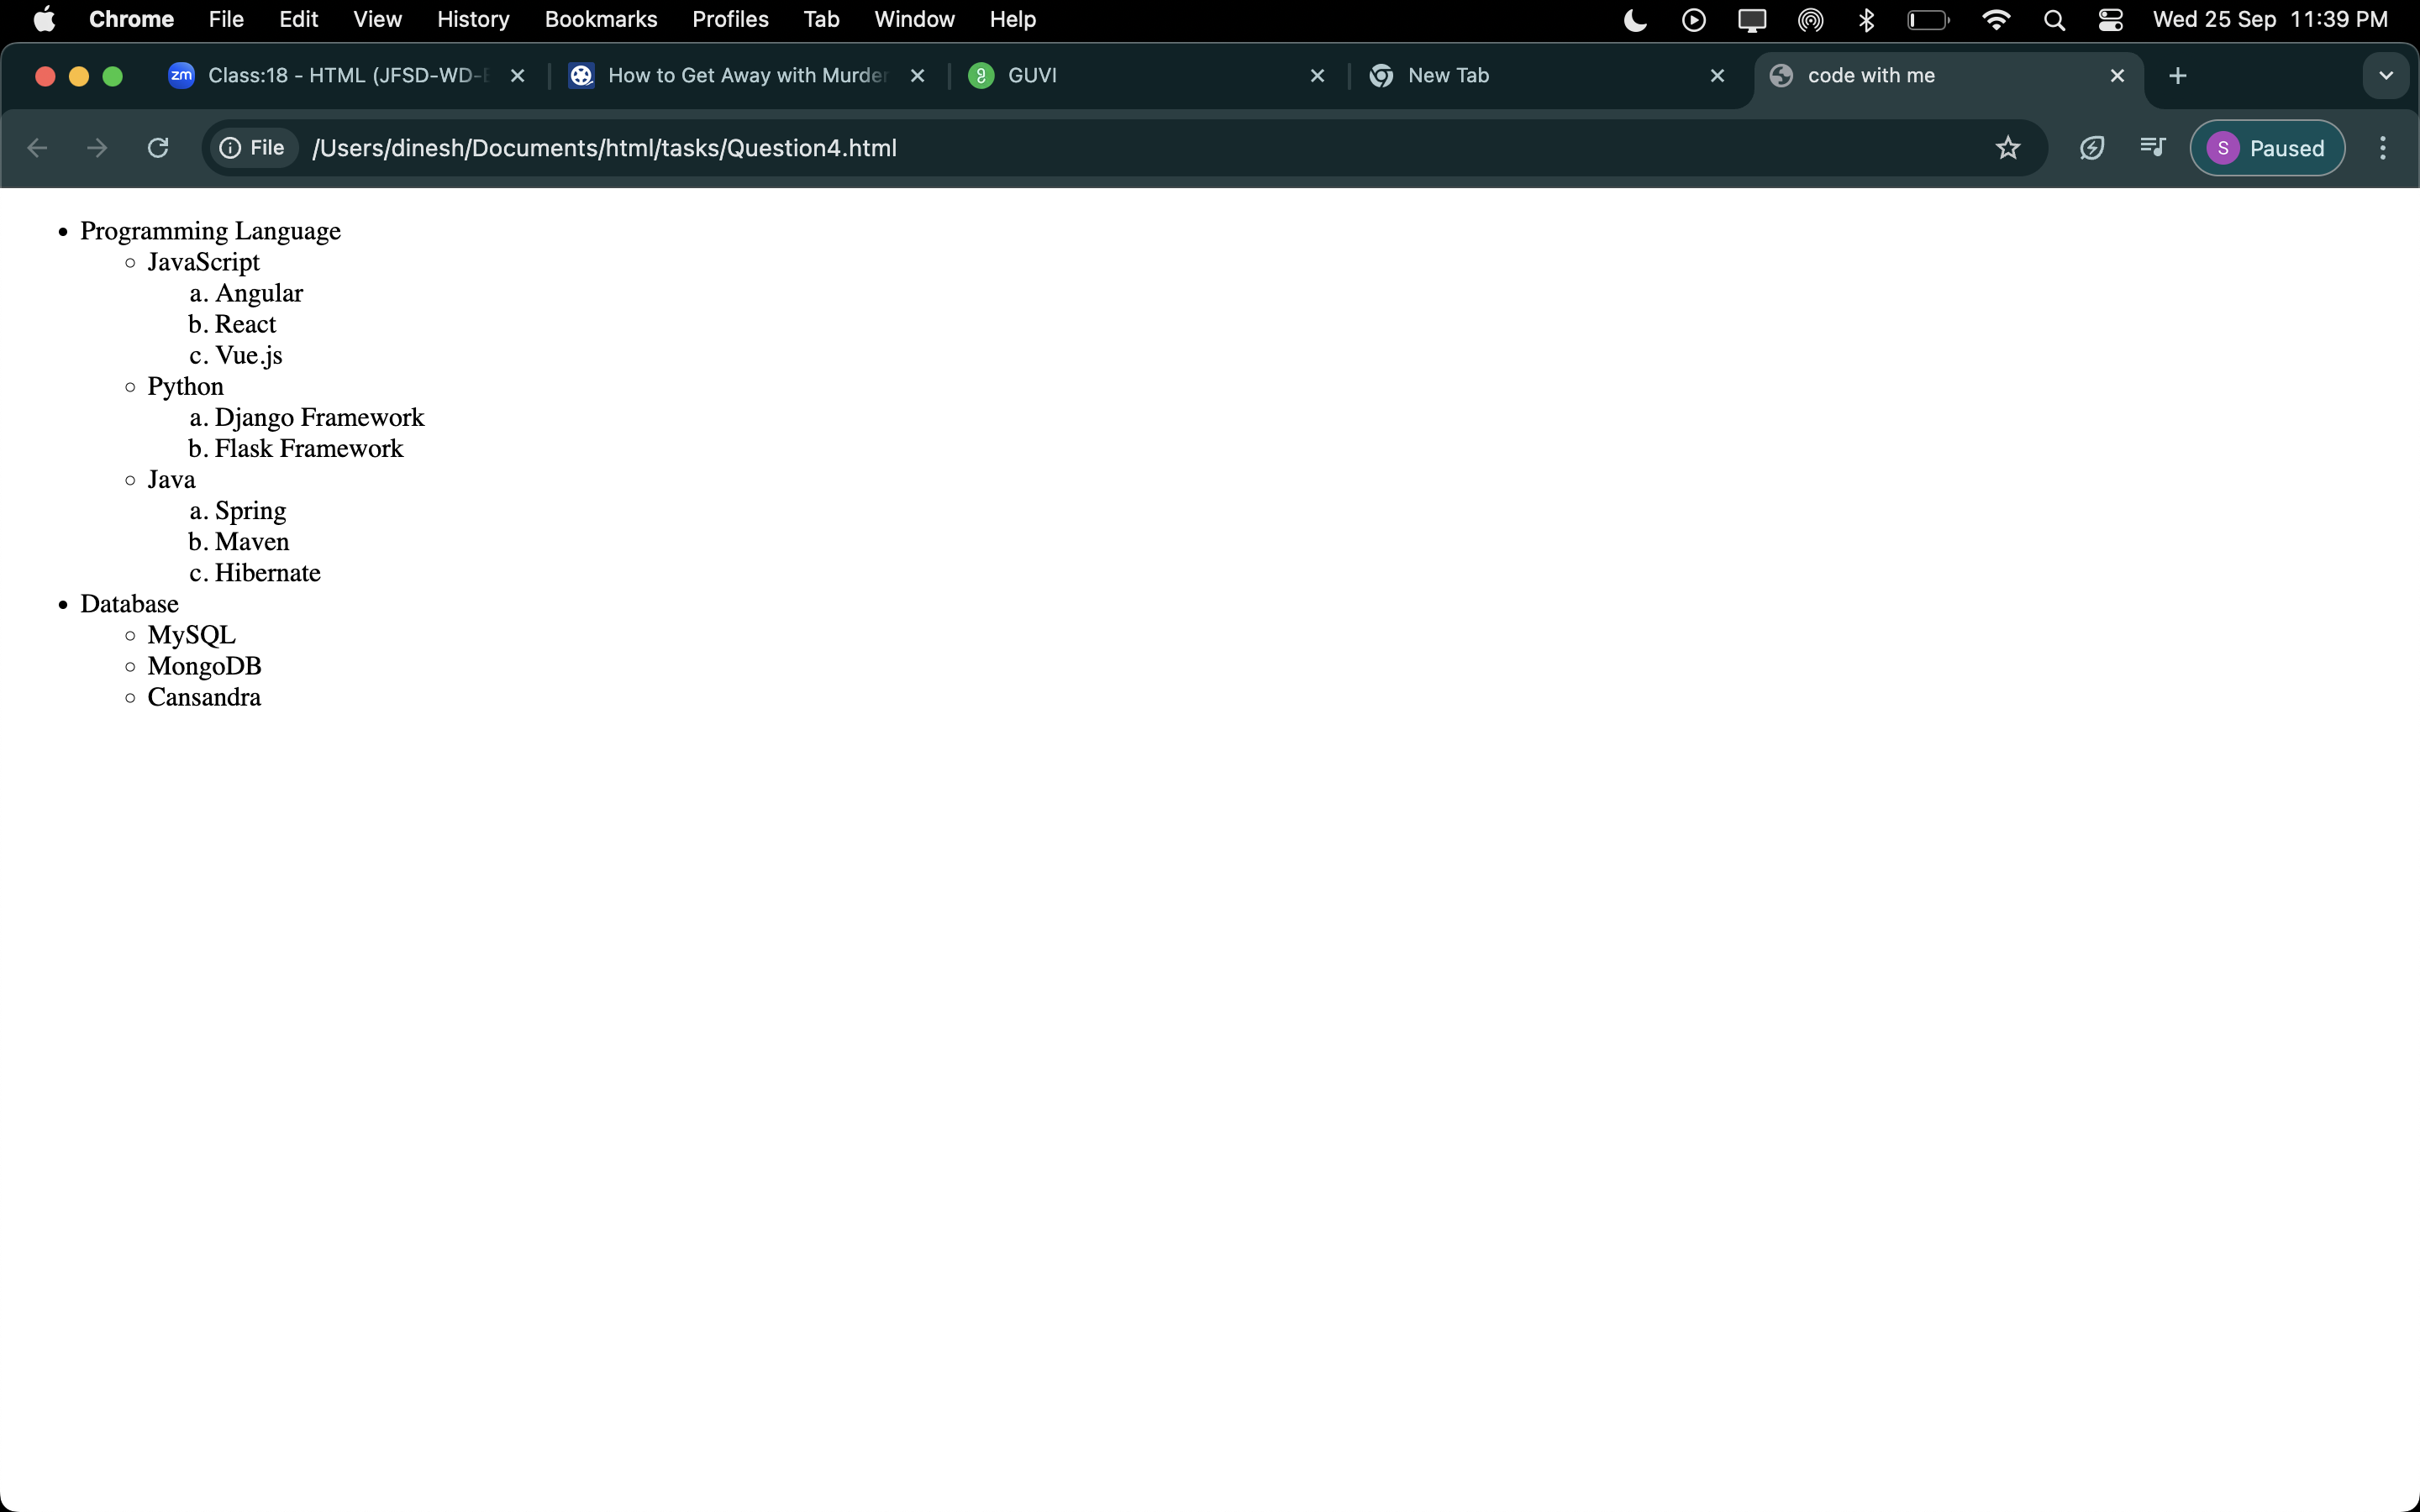 Chrome File Edit View History Bookmarks Profiles Tab Window Help Wed 25 Sep 11:39 PM
zm Class:18 - HTML (JFSD-WD- How to Get Away with Murder GUVI New Tab code with me
File /Users/dinesh/Documents/html/tasks/Question4.html S Paused
• Programming Language
○ JavaScript
a. Angular
b. React
c. Vue.js
○ Python
a. Django Framework
b. Flask Framework
○ Java
a. Spring
b. Maven
c. Hibernate
• Database
○ MySQL
○ MongoDB
○ Cansandra